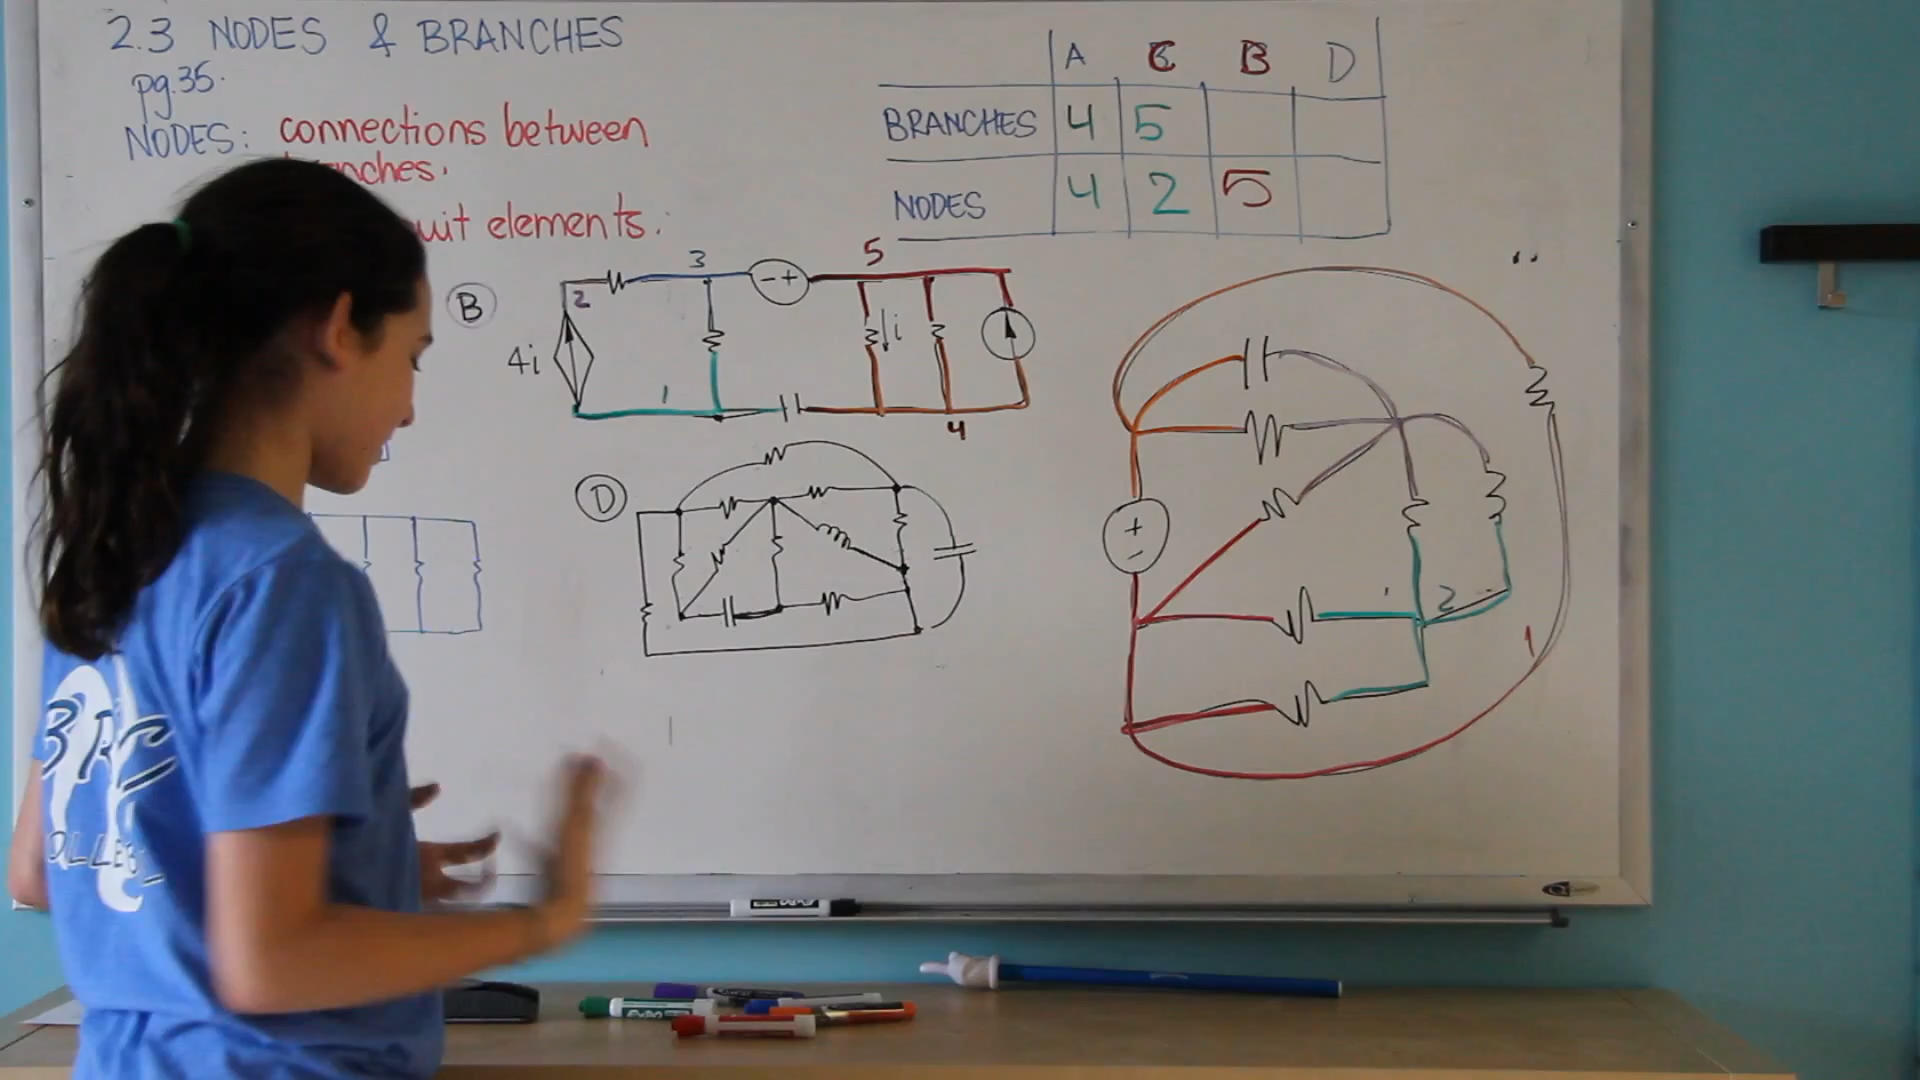 2.3 NODES & BRANCHES
pg.35.
NODES: connections between
nches.
uit elements.
A C B D
BRANCHES 4 5
NODES 4 2 5
B
2
3
5
4i
i
1
4
- +
D
+
-
2
1